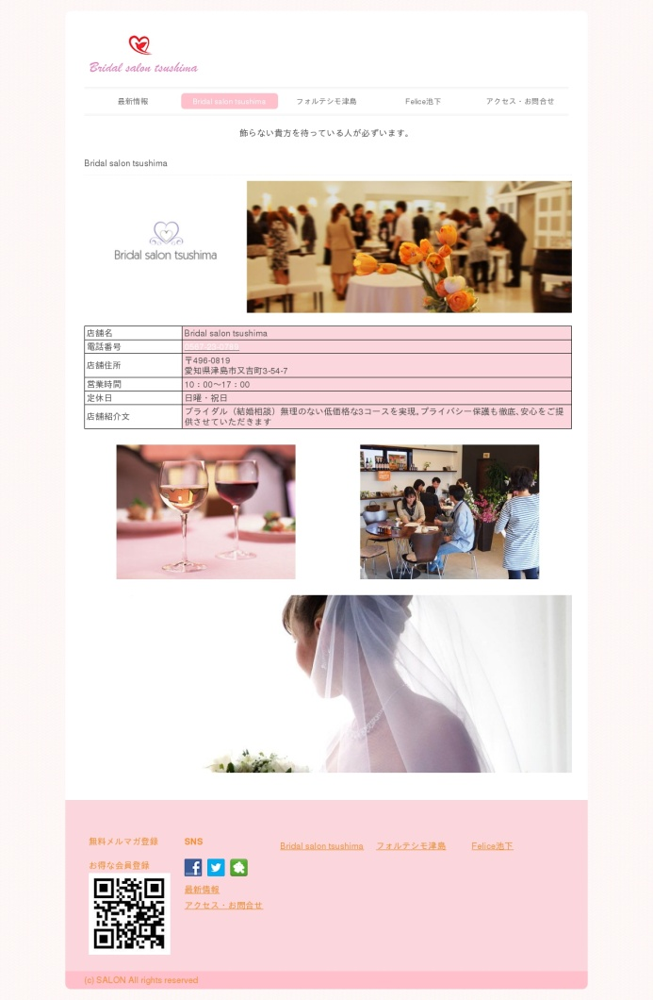 Bridal salon tsushima
最新情報
Bridal salon tsushima
フォルテシモ津島
Felice池下
アクセス・お問合せ
飾らない貴方を待っている人が必ずいます。
Bridal salon tsushima
Bridal salon tsushima
店舗名 Bridal salon tsushima
電話番号
店舗住所 〒496-0819
愛知県津島市又吉町3-54-7
営業時間 10：00～17：00
定休日 日曜・祝日
店舗紹介文 ブライダル（結婚相談）無理のない低価格な3コースを実現。プライバシー保護も徹底、安心をご提
供させていただきます
無料メルマガ登録
お得な会員登録
SNS
最新情報
アクセス・お問合せ
Bridal salon tsushima
フォルテシモ津島
Felice池下
(c) SALON All rights reserved